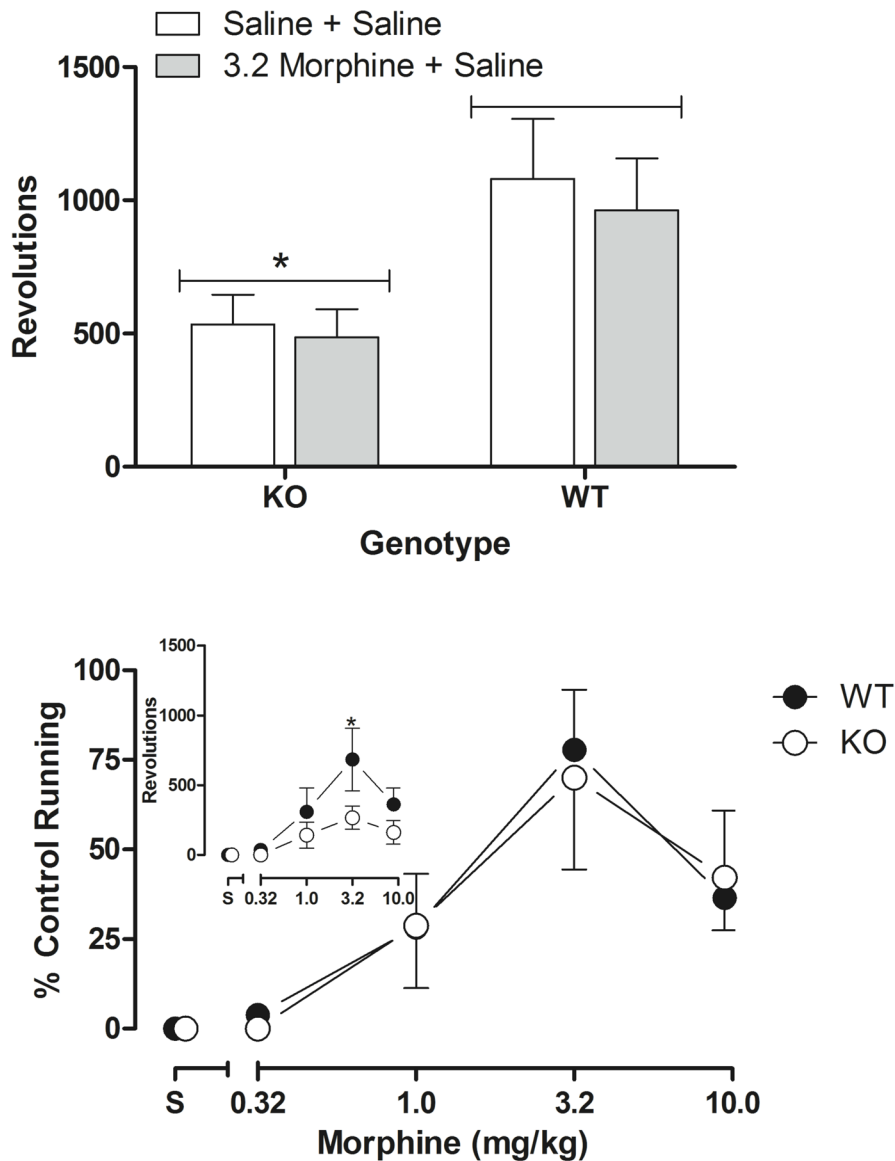 Saline + Saline
3.2 Morphine + Saline
1500
1000
500
0
Revolutions
*
KO
WT
Genotype
100
75
50
25
0
% Control Running
1500
1000
500
0
Revolutions
*
S 0.32 1.0 3.2 10.0
WT
KO
S 0.32 1.0 3.2 10.0
Morphine (mg/kg)